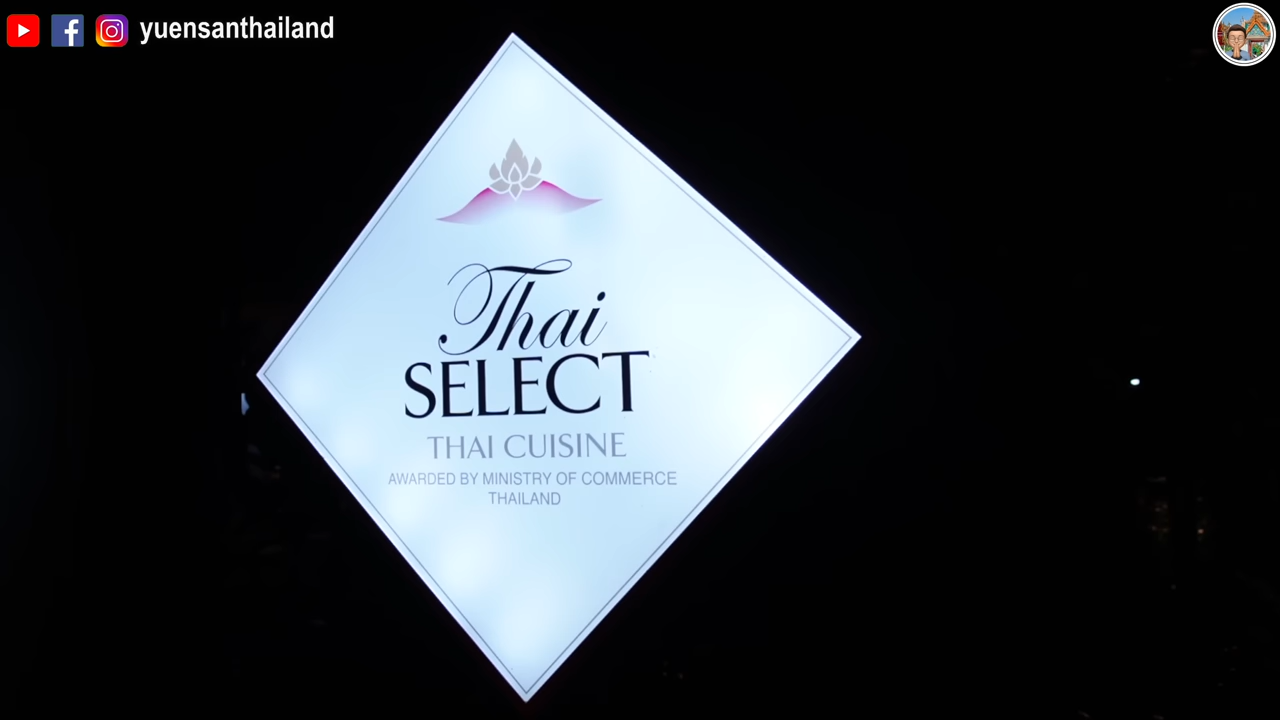 yuensanthailand
Thai
SELECT
THAI CUISINE
AWARDED BY MINISTRY OF COMMERCE
THAILAND